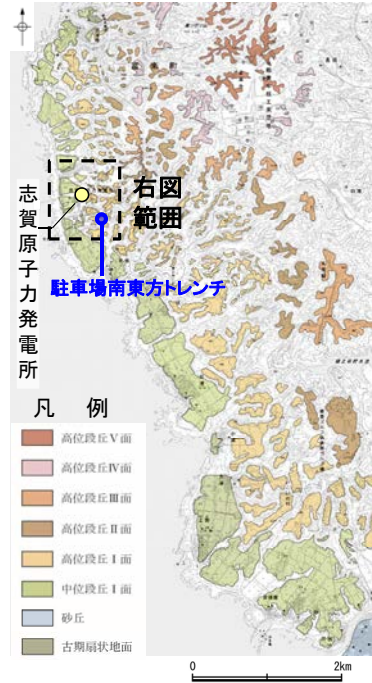 右図
範囲
志賀原子力発電所
駐車場南東方トレンチ
凡 例
高位段丘Ⅴ面
高位段丘Ⅳ面
高位段丘Ⅲ面
高位段丘Ⅱ面
高位段丘Ⅰ面
中位段丘Ⅰ面
砂丘
古期扇状地面
0 2km